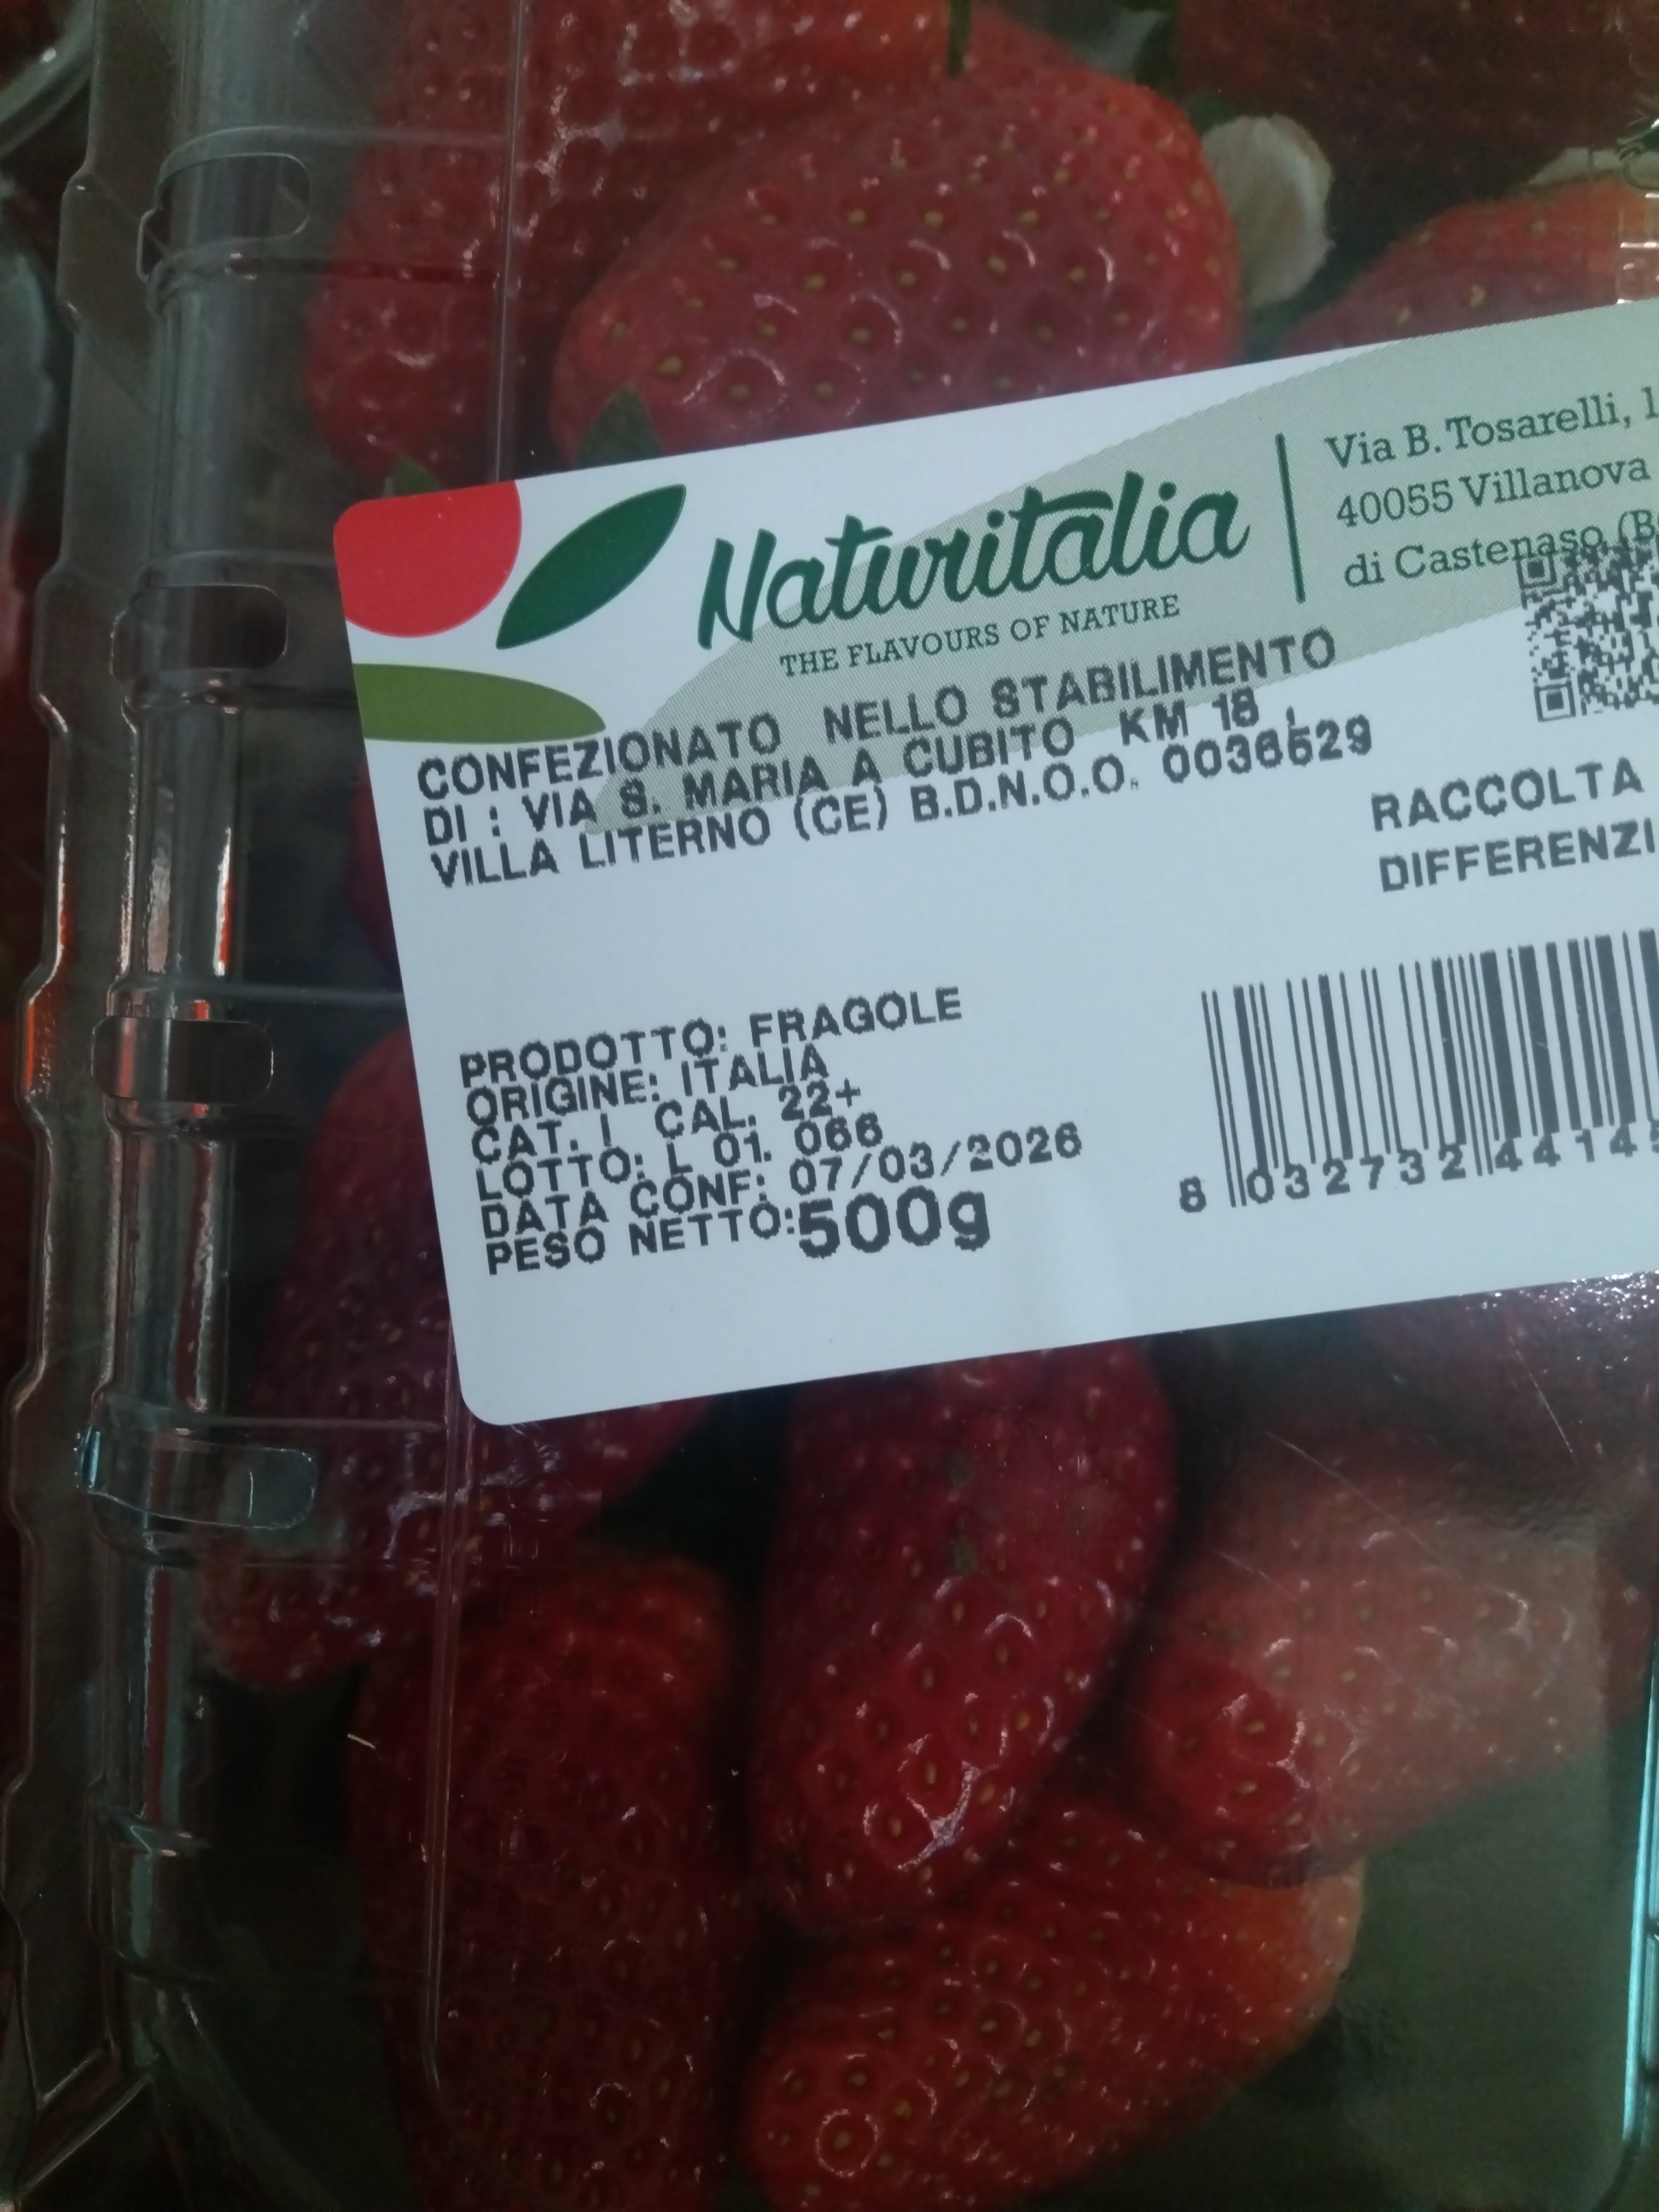 Naturitalia
THE FLAVOURS OF NATURE
Via B. Tosarelli, 1
40055 Villanova
di Castenaso (B
CONFEZIONATO NELLO STABILIMENTO
DI : VIA S. MARIA A CUBITO KM 18 ,
VILLA LITERNO (CE) B.D.N.O.O. 0036529
RACCOLTA
DIFFERENZI
PRODOTTO: FRAGOLE
ORIGINE: ITALIA
CAT. I CAL. 22+
LOTTO: L 01. 066
DATA CONF: 07/03/2026
PESO NETTO:500g
8 032732 44145